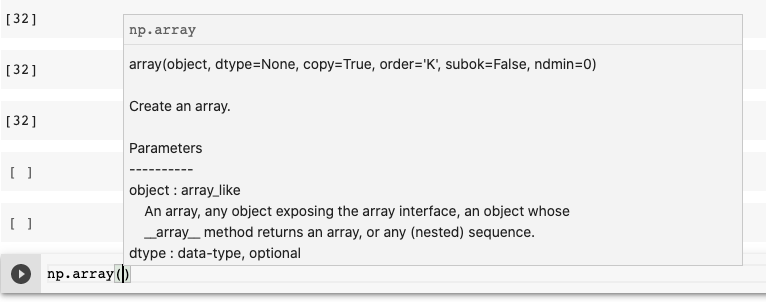 [32]
np.array
array(object, dtype=None, copy=True, order='K', subok=False, ndmin=0)
[32]
Create an array.
[32]
Parameters
----------
[ ]
object : array_like
An array, any object exposing the array interface, an object whose
[ ]
__array__ method returns an array, or any (nested) sequence.
dtype : data-type, optional
np.array()